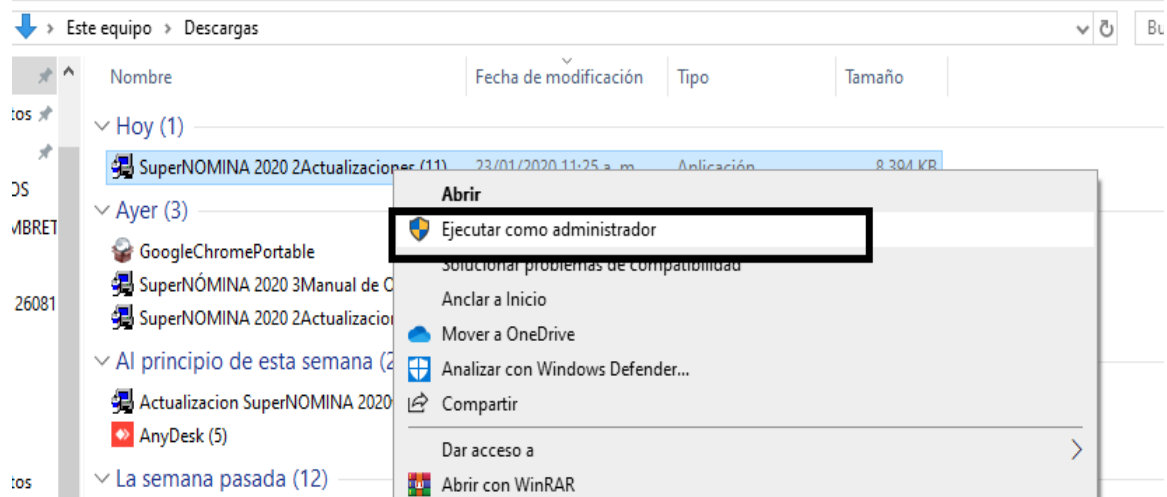 Este equipo > Descargas Bu
Nombre Fecha de modificación Tipo Tamaño
tos
Hoy (1)
SuperNOMINA 2020 2Actualizaciones (11) 23/01/2020 11:25 a. m. Aplicación 8,394 KB
OS
Abrir
Ayer (3)
MBRET
Ejecutar como administrador
GoogleChromePortable
Solucionar problemas de compatibilidad
SuperNÓMINA 2020 3Manual de O
26081
Anclar a Inicio
SuperNOMINA 2020 2Actualizacion
Mover a OneDrive
Al principio de esta semana (2
Analizar con Windows Defender...
Actualizacion SuperNOMINA 2020
Compartir
AnyDesk (5)
Dar acceso a
La semana pasada (12)
tos
Abrir con WinRAR